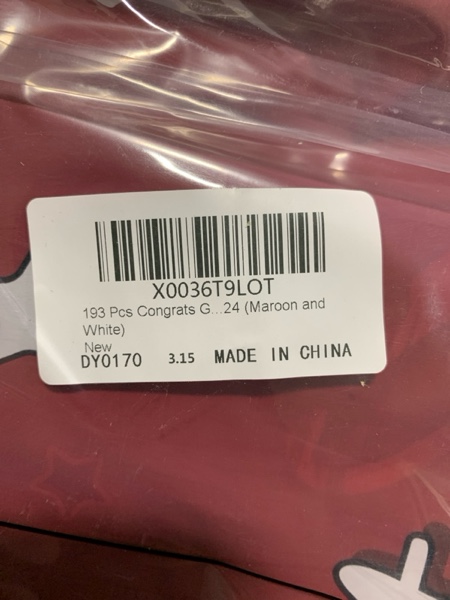 X0036T9LOT
193 Pcs Congrats G...24 (Maroon and
White)
New
DY0170 3.15 MADE IN CHINA